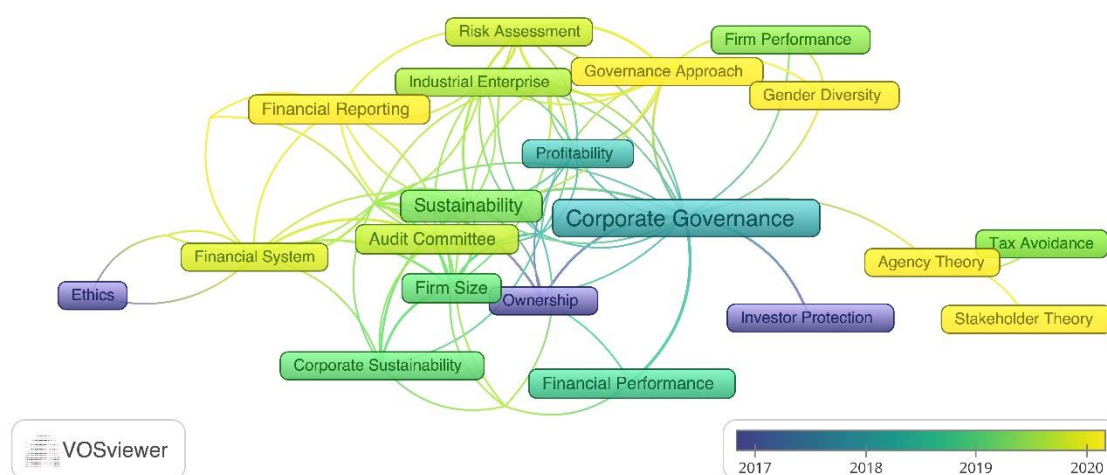 Risk Assessment
Firm Performance
Governance Approach
Industrial Enterprise
Gender Diversity
Financial Reporting
Profitability
Sustainability
Corporate Governance
Audit Committee
Tax Avoidance
Financial System
Agency Theory
Ethics
Firm Size
Ownership
Investor Protection
Stakeholder Theory
Corporate Sustainability
Financial Performance
VOSviewer
2017 2018 2019 2020